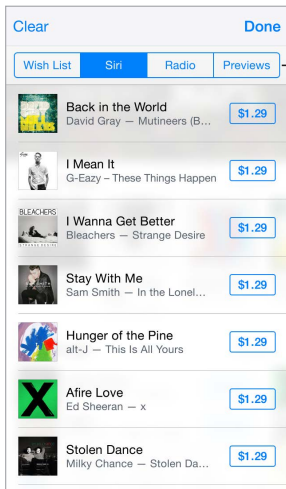 Clear Done
Wish List Siri Radio Previews
Back in the World
David Gray — Mutineers (B...
$1.29
I Mean It
G-Eazy – These Things Happen
$1.29
BLEACHERS
STRANGE DESIRE
I Wanna Get Better
Bleachers — Strange Desire
$1.29
Stay With Me
Sam Smith — In the Lonel...
$1.29
Hunger of the Pine
alt-J — This Is All Yours
$1.29
X
Afire Love
Ed Sheeran — x
$1.29
Stolen Dance
Milky Chance — Stolen Da...
$1.29